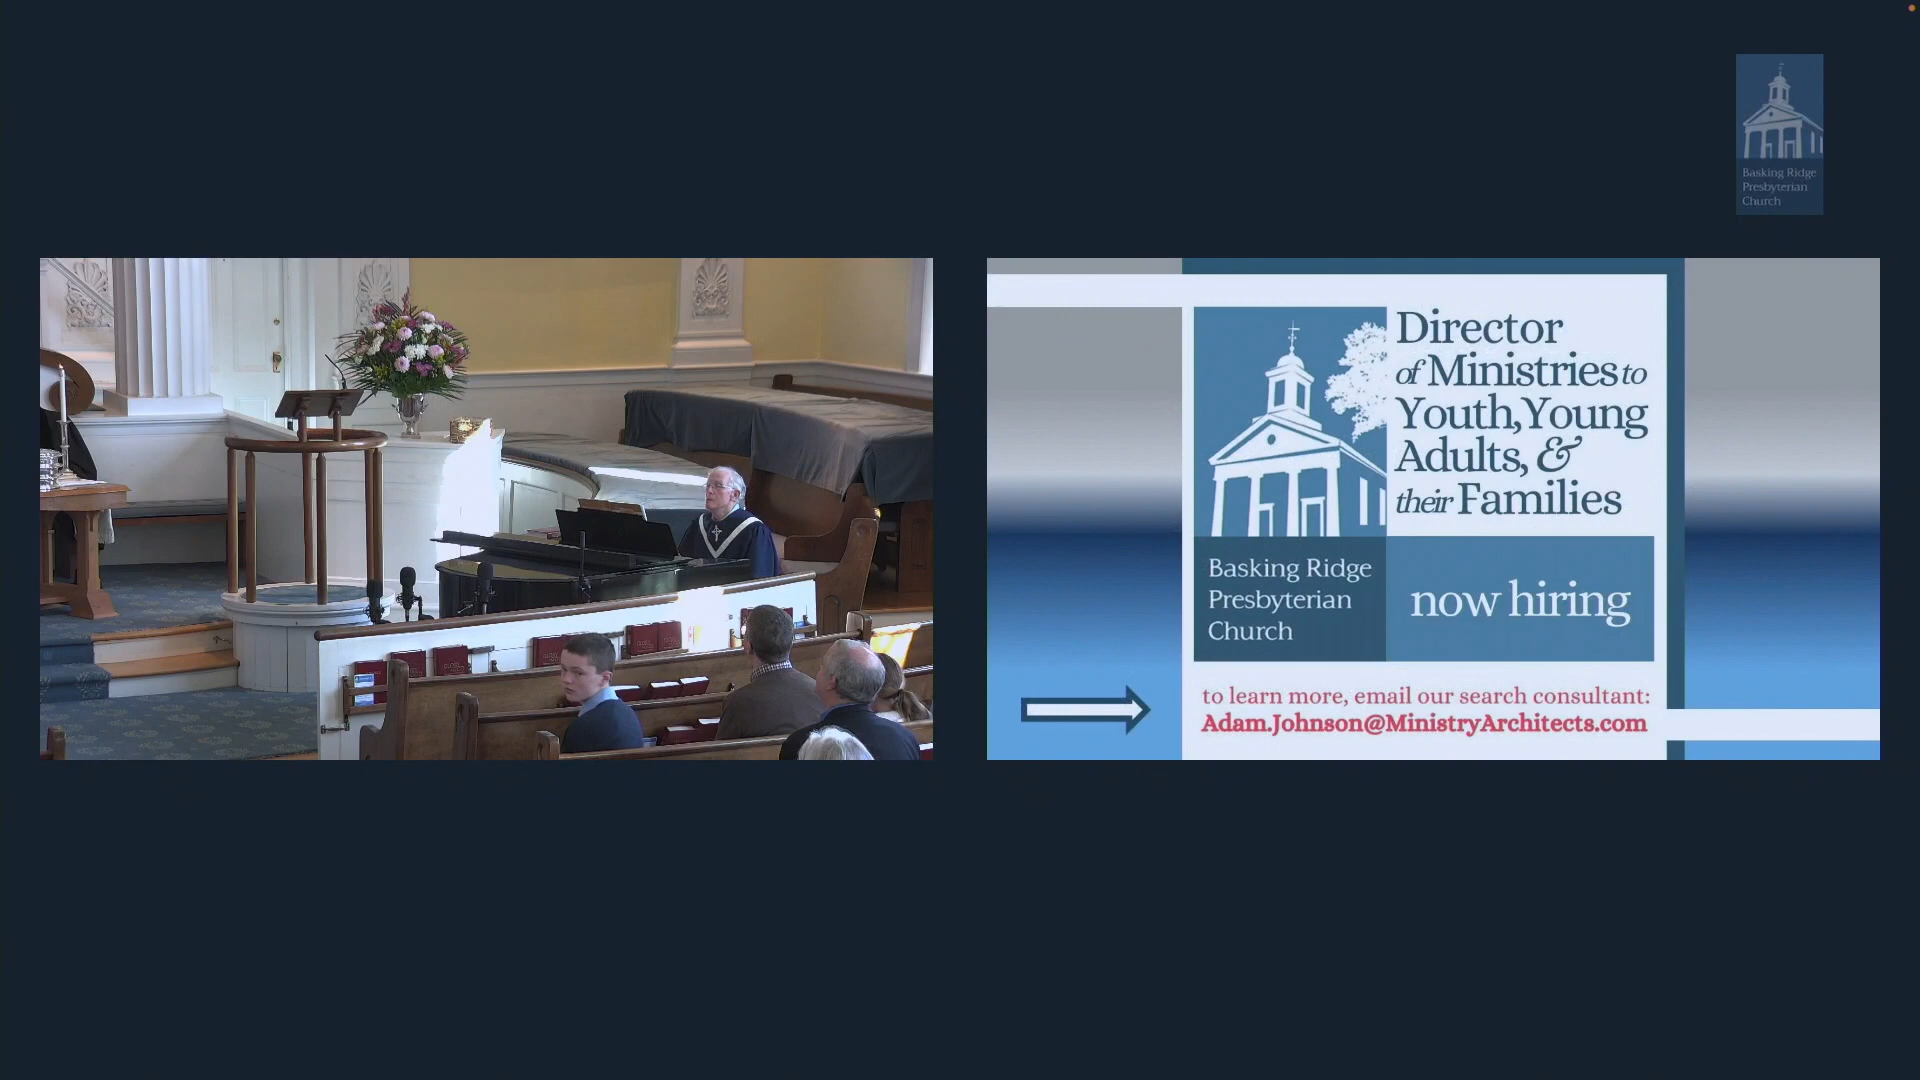 Basking Ridge
Presbyterian
Church
Director
of Ministries to
Youth, Young
Adults, &
their Families
Basking Ridge
Presbyterian
Church
now hiring
to learn more, email our search consultant:
Adam.Johnson@MinistryArchitects.com